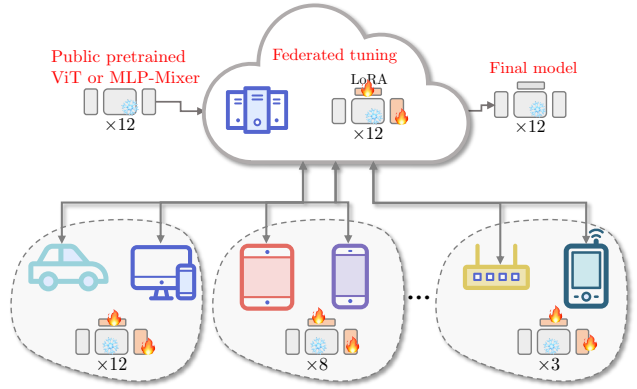 Public pretrained
ViT or MLP-Mixer
×12
Federated tuning
LoRA
×12
Final model
×12
×12
×8
...
×3